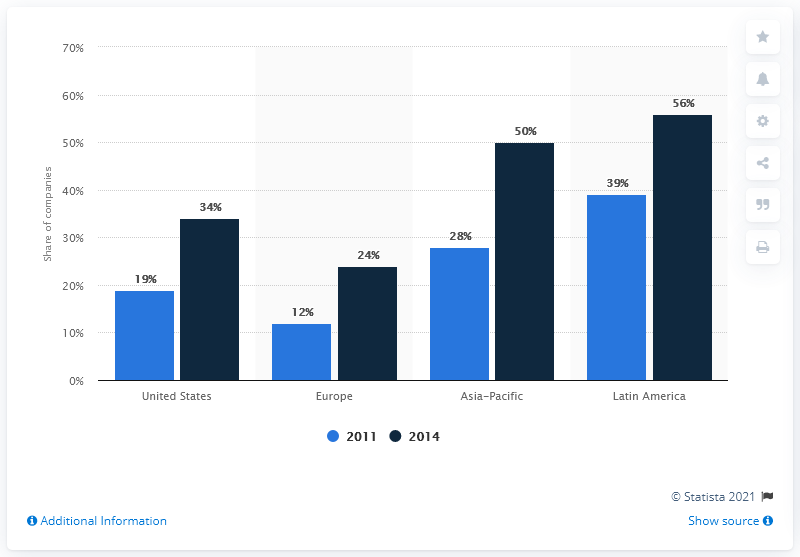 70%
60%
50%
40%
30%
20%
10%
0%
Share of companies
19%
34%
12%
24%
28%
50%
39%
56%
United States
Europe
Asia-Pacific
Latin America
2011
2014
© Statista 2021
Additional Information
Show source